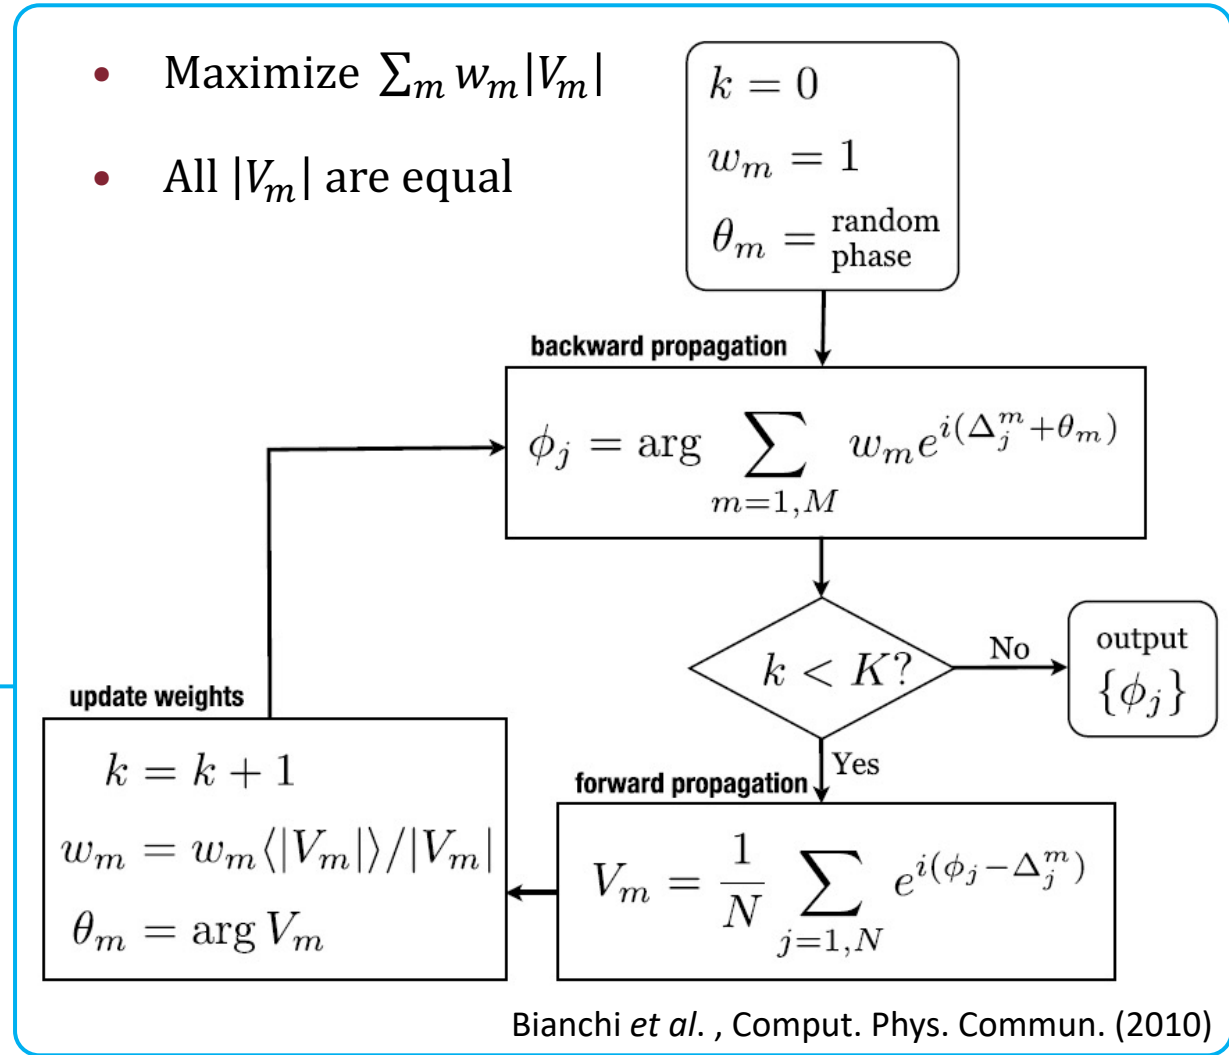 • Maximize ∑ₘ wₘ|Vₘ|
• All |Vₘ| are equal
k = 0
wₘ = 1
θₘ = random phase
backward propagation
ϕⱼ = arg ∑_{m=1,M} wₘ e^{i(Δⱼᵐ+θₘ)}
k < K?
No
output
{ϕⱼ}
Yes
forward propagation
Vₘ = 1/N ∑_{j=1,N} e^{i(ϕⱼ−Δⱼᵐ)}
update weights
k = k + 1
wₘ = wₘ⟨|Vₘ|⟩/|Vₘ|
θₘ = arg Vₘ
Bianchi et al. , Comput. Phys. Commun. (2010)